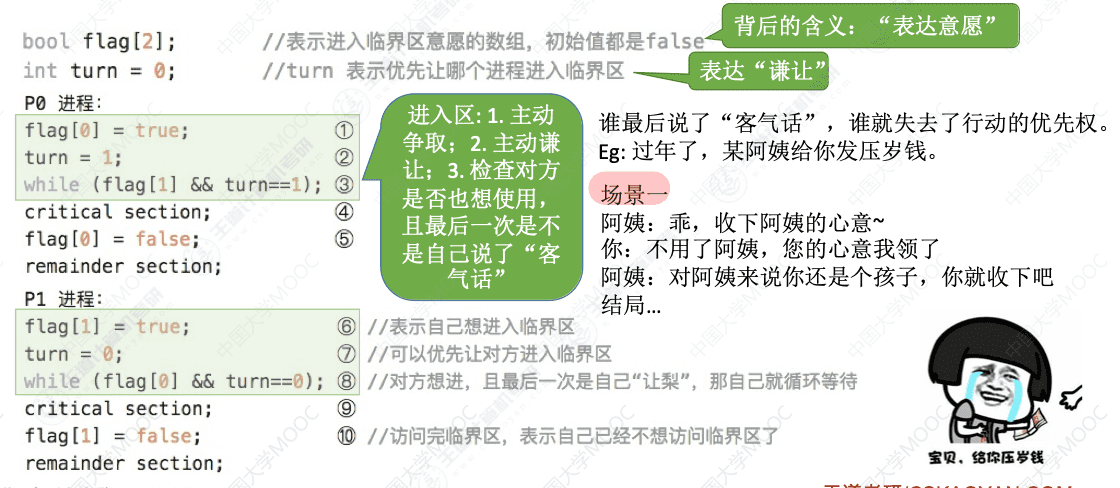 背后的含义：“表达意愿”
bool flag[2]; //表示进入临界区意愿的数组，初始值都是false
int turn = 0; //turn 表示优先让哪个进程进入临界区
表达“谦让”
P0 进程：
flag[0] = true; ①
turn = 1; ②
while (flag[1] && turn==1); ③
critical section; ④
flag[0] = false; ⑤
remainder section;
进入区: 1. 主动
争取；2. 主动谦
让；3. 检查对方
是否也想使用，
且最后一次是不
是自己说了“客
气话”
谁最后说了“客气话”，谁就失去了行动的优先权。
Eg: 过年了，某阿姨给你发压岁钱。
场景一
阿姨：乖，收下阿姨的心意~
你：不用了阿姨，您的心意我领了
阿姨：对阿姨来说你还是个孩子，你就收下吧
结局...
P1 进程：
flag[1] = true; ⑥ //表示自己想进入临界区
turn = 0; ⑦ //可以优先让对方进入临界区
while (flag[0] && turn==0); ⑧ //对方想进，且最后一次是自己“让梨”，那自己就循环等待
critical section; ⑨
flag[1] = false; ⑩ //访问完临界区，表示自己已经不想访问临界区了
remainder section;
宝贝，给你压岁钱